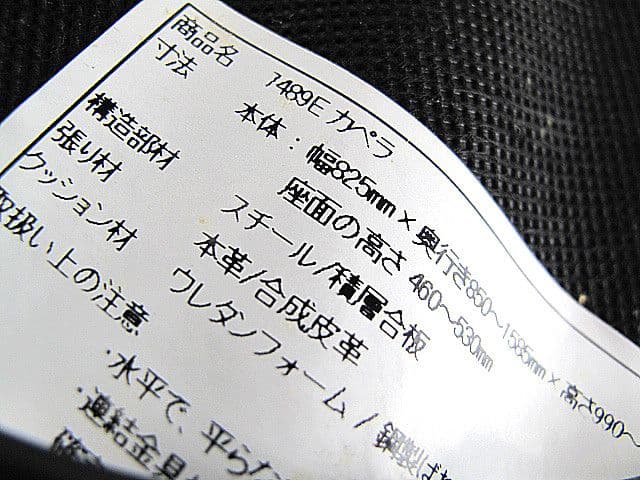 商品名 7489E カペラ
寸法 本体：幅825mm×奥行き850～1585mm×高さ990～
座面の高さ 460～530mm
構造部材 スチール/積層合板
張り材 本革/合成皮革
クッション材 ウレタンフォーム/鋼製ばね
取扱い上の注意
・水平で、平らな
・連結金具